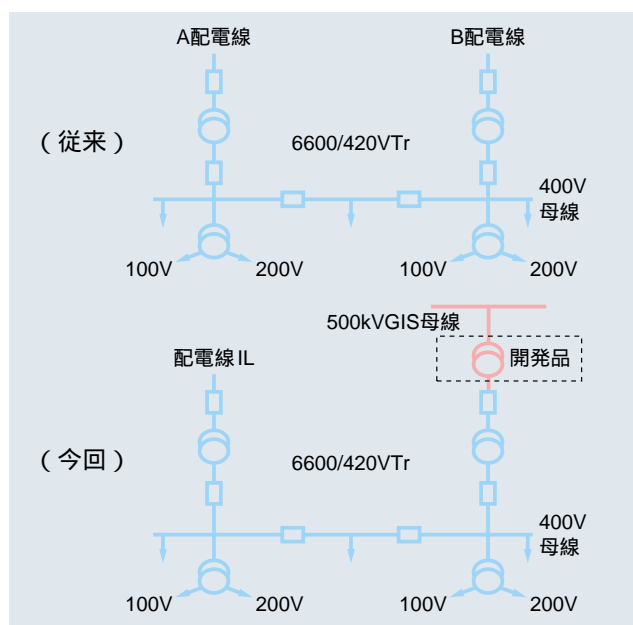 A配電線 B配電線
（従来） 6600/420VTr
400V
母線
100V 200V 100V 200V
500kVGIS母線
配電線IL 開発品
（今回） 6600/420VTr
400V
母線
100V 200V 100V 200V